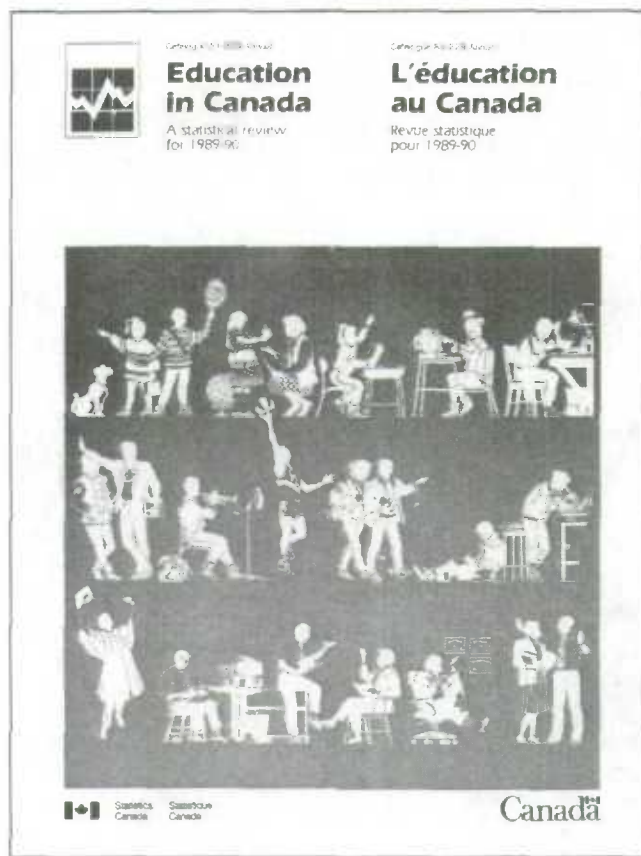 Education
in Canada
A statistical review
for 1989-90
L'éducation
au Canada
Revue statistique
pour 1989-90
Statistics
Canada
Statistique
Canada
Canada